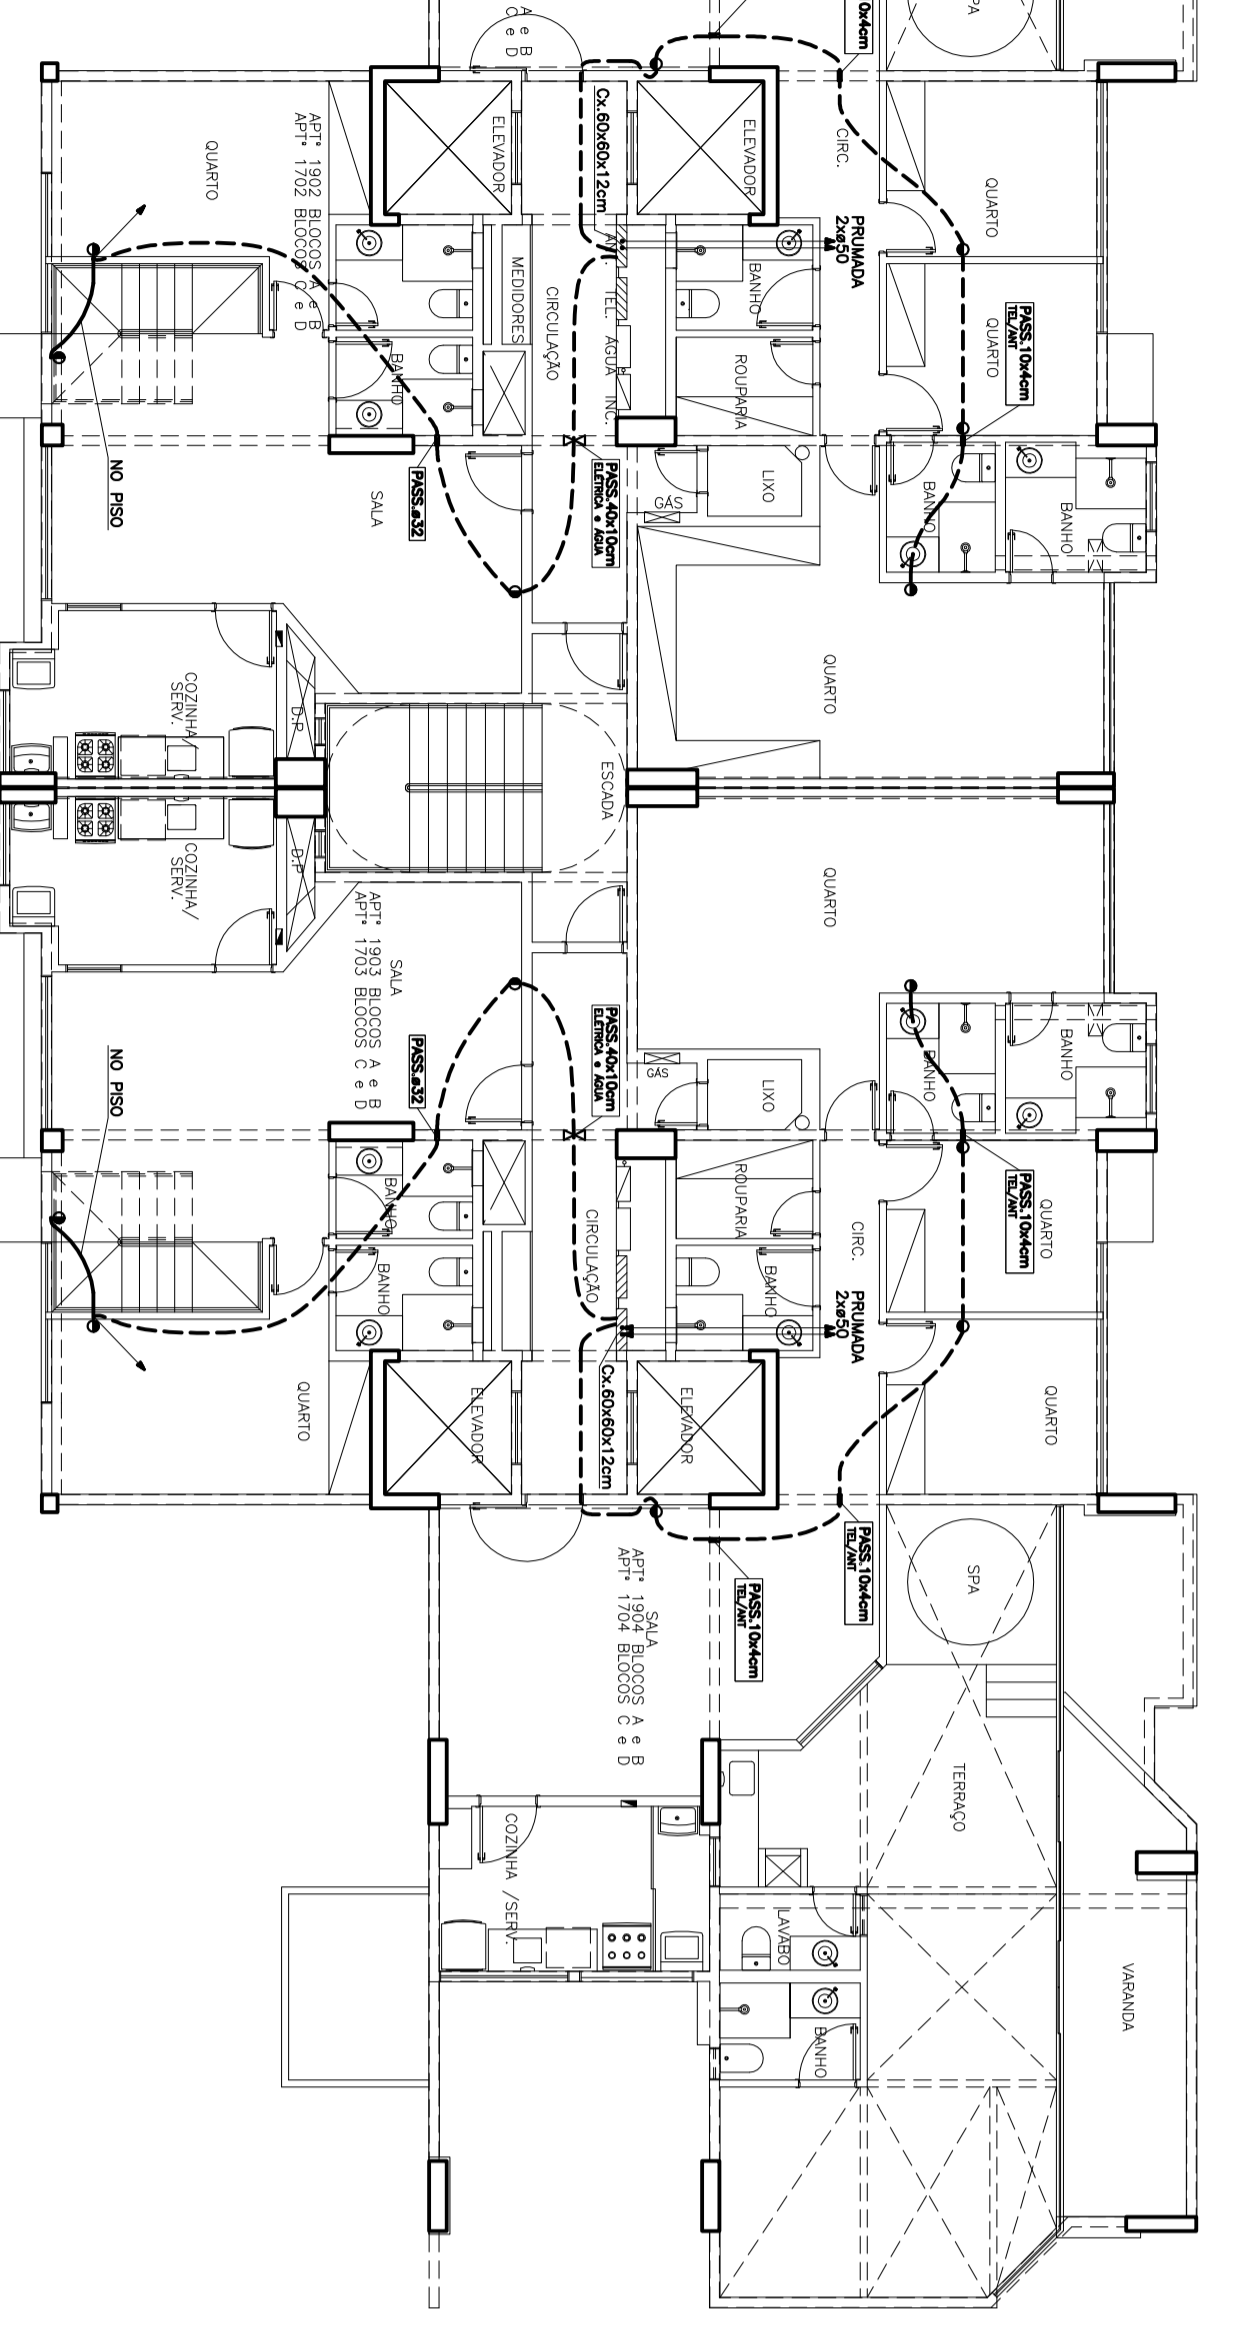 A e B
C e D
0x4cm
PA
QUARTO
APTº 1902 BLOCOS A e B
APTº 1702 BLOCOS C e D
ELEVADOR
Cx.60x60x12cm
ELEVADOR
CIRC.
QUARTO
PRUMADA
2xø50
MEDIDORES
CIRCULAÇÃO
TEL. ÁGUA INC.
BANHO
BANHO
ROUPARIA
QUARTO
PASS.10x4cm
TEL/ANT
NO PISO
SALA
PASS.ø32
PASS.40x10cm
ELÉTRICA e ÁGUA
GÁS
LIXO
BANHO
BANHO
COZINHA/
SERV.
D.P
ESCADA
QUARTO
COZINHA/
SERV.
D.P
QUARTO
SALA
APTº 1903 BLOCOS A e B
APTº 1703 BLOCOS C e D
NO PISO
PASS.ø32
PASS.40x10cm
ELÉTRICA e ÁGUA
GÁS
LIXO
BANHO
BANHO
PASS.10x4cm
TEL/ANT
BANHO
BANHO
CIRCULAÇÃO
ROUPARIA
BANHO
CIRC.
PRUMADA
2xø50
QUARTO
QUARTO
ELEVADOR
Cx.60x60x12cm
ELEVADOR
QUARTO
PASS.10x4cm
TEL/ANT
PASS.10x4cm
TEL/ANT
SPA
SALA
APTº 1904 BLOCOS A e B
APTº 1704 BLOCOS C e D
TERRAÇO
COZINHA /SERV.
LAVABO
BANHO
VARANDA